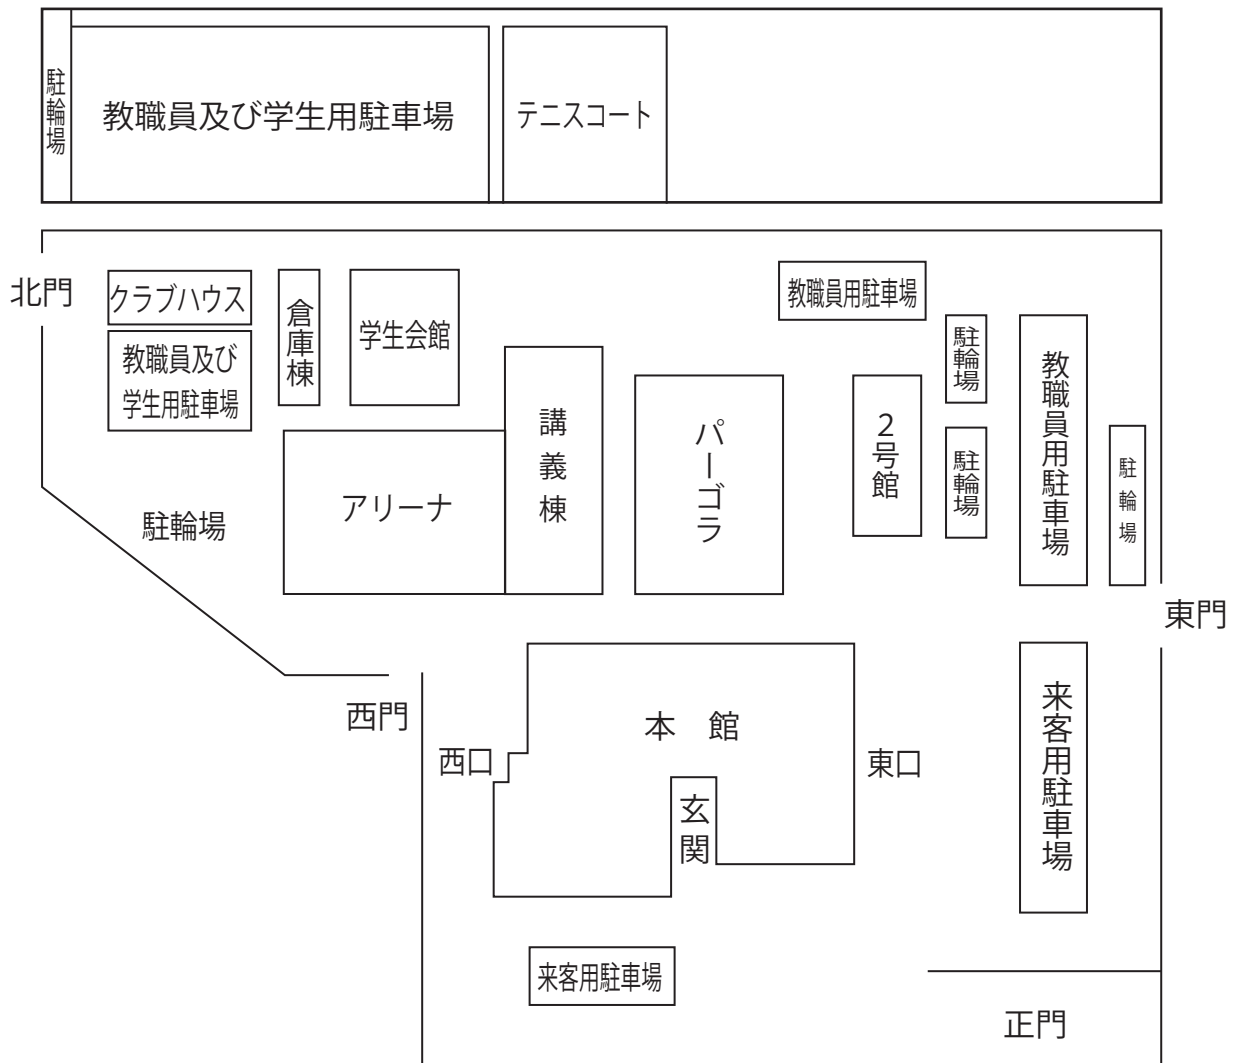 駐輪場
教職員及び学生用駐車場
テニスコート
北門
クラブハウス
教職員及び
学生用駐車場
倉庫棟
学生会館
教職員用駐車場
駐輪場
教職員用駐車場
講義棟
パーゴラ
2号館
駐輪場
駐輪場
アリーナ
駐輪場
東門
西門
西口
本　館
玄関
東口
来客用駐車場
来客用駐車場
正門